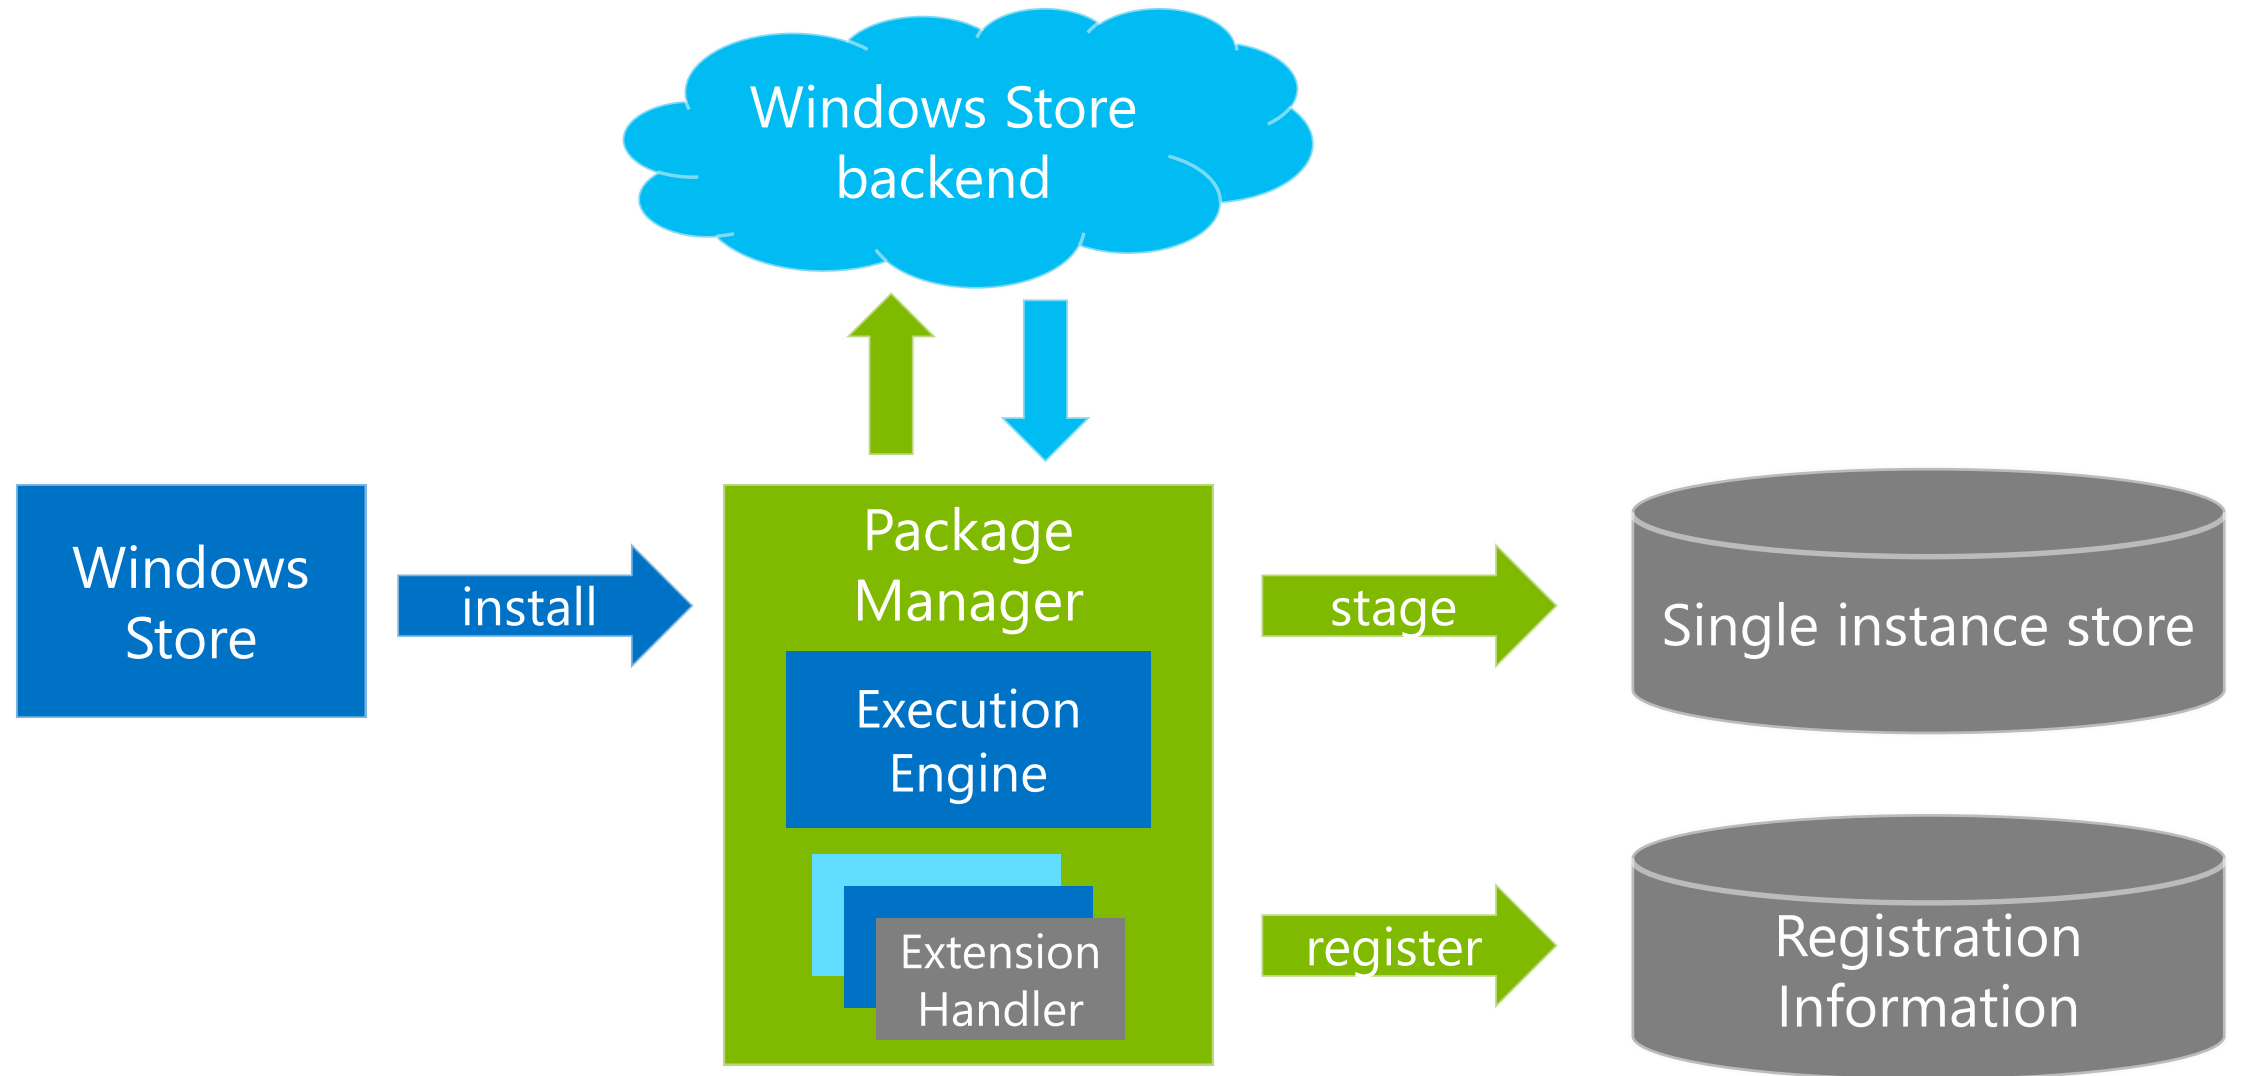 Windows Store
backend
Windows
Store
install
Package
Manager
Execution
Engine
Extension
Handler
stage
Single instance store
register
Registration
Information